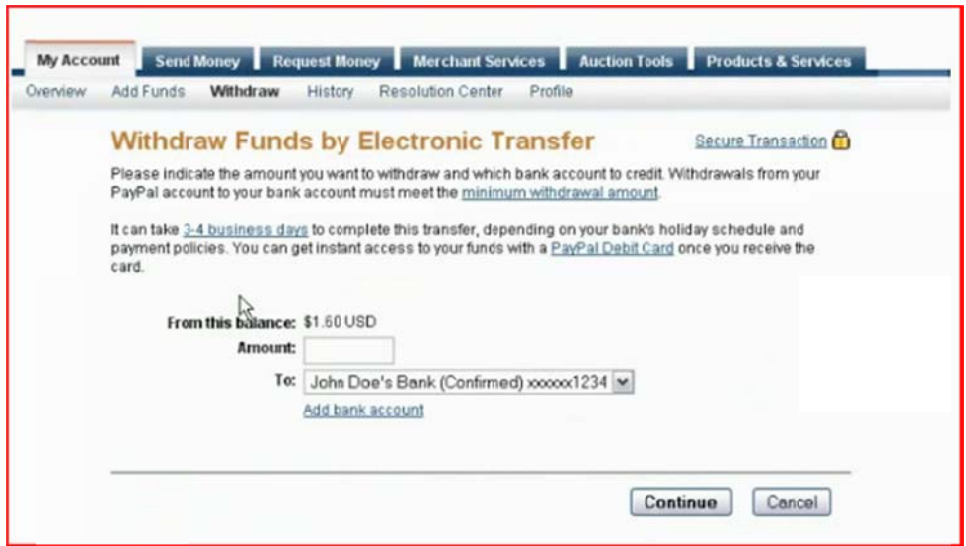 My Account Send Money Request Money Merchant Services Auction Tools Products & Services
Overview Add Funds Withdraw History Resolution Center Profile
Withdraw Funds by Electronic Transfer Secure Transaction
Please indicate the amount you want to withdraw and which bank account to credit. Withdrawals from your
PayPal account to your bank account must meet the minimum withdrawal amount.
It can take 3-4 business days to complete this transfer, depending on your bank's holiday schedule and
payment policies. You can get instant access to your funds with a PayPal Debit Card once you receive the
card.
From this balance: $1.60 USD
Amount:
To: John Doe's Bank (Confirmed) xxxxxx1234
Add bank account
Continue Cancel